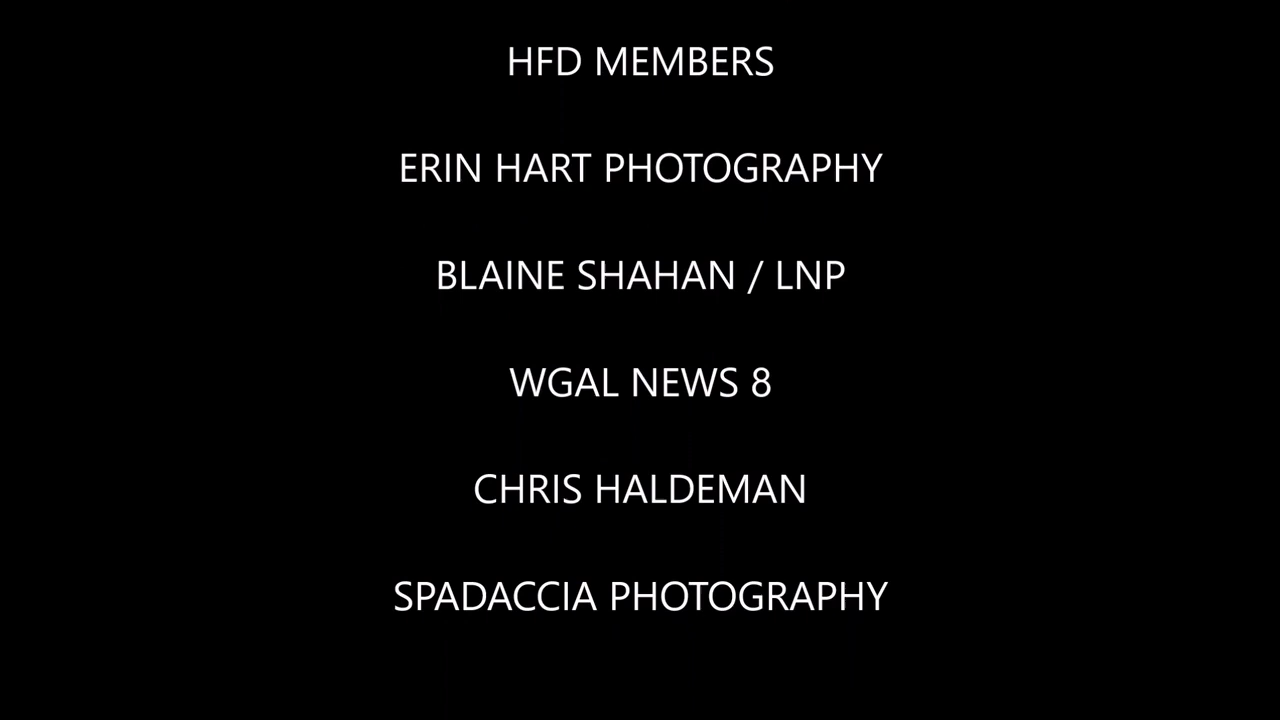 HFD MEMBERS
ERIN HART PHOTOGRAPHY
BLAINE SHAHAN / LNP
WGAL NEWS 8
CHRIS HALDEMAN
SPADACCIA PHOTOGRAPHY